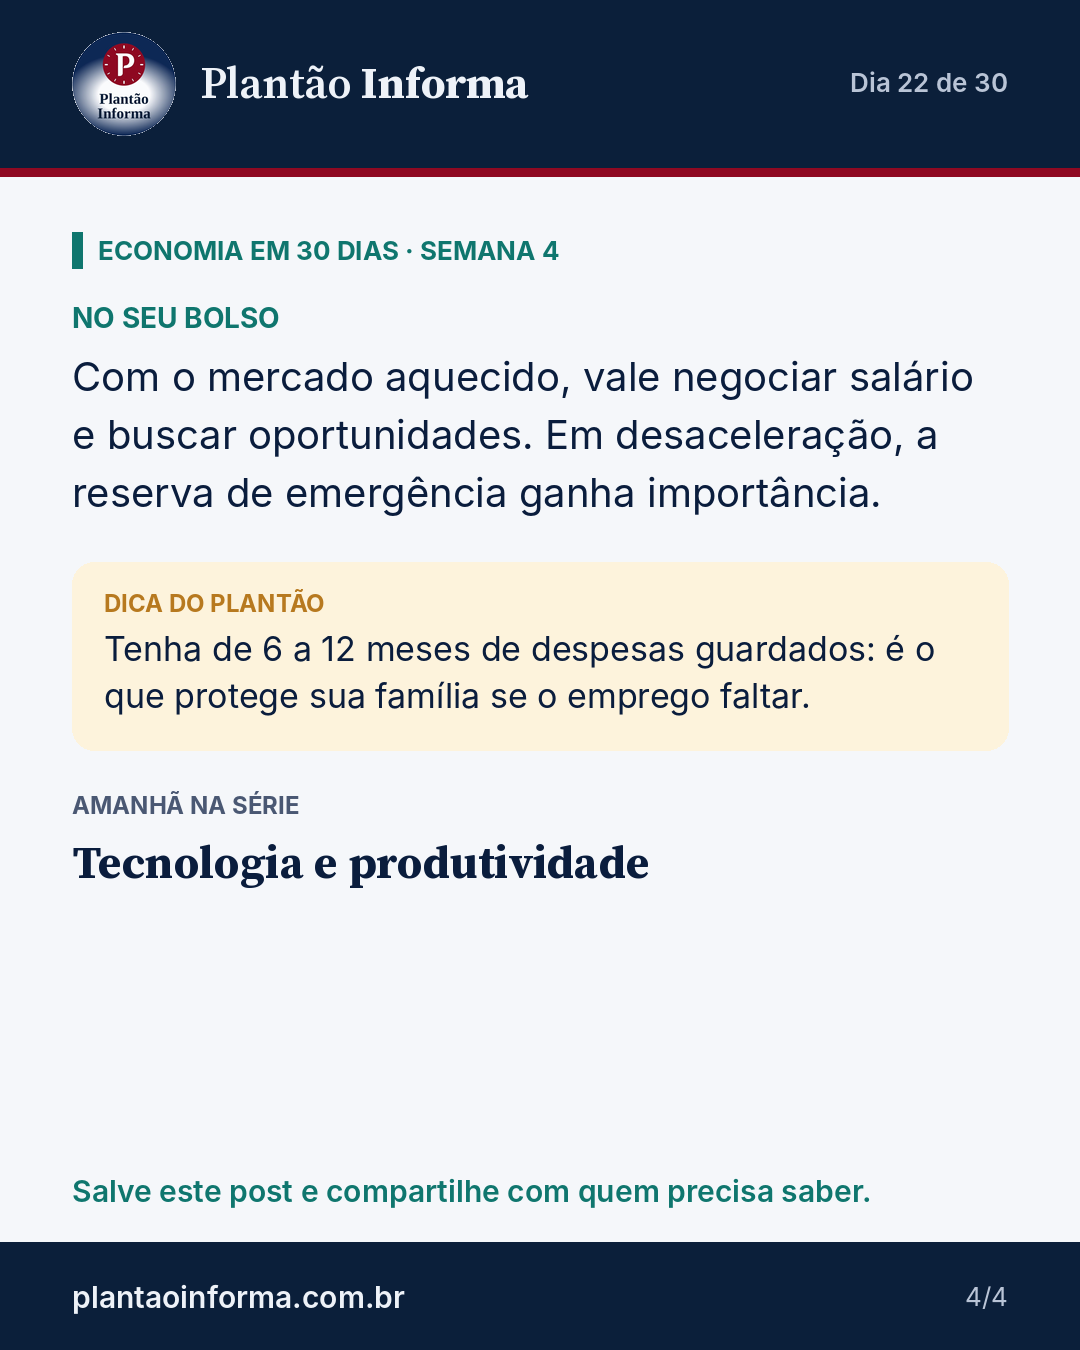 P
Plantão
Informa
Plantão Informa
Dia 22 de 30
ECONOMIA EM 30 DIAS · SEMANA 4
NO SEU BOLSO
Com o mercado aquecido, vale negociar salário
e buscar oportunidades. Em desaceleração, a
reserva de emergência ganha importância.
DICA DO PLANTÃO
Tenha de 6 a 12 meses de despesas guardados: é o
que protege sua família se o emprego faltar.
AMANHÃ NA SÉRIE
Tecnologia e produtividade
Salve este post e compartilhe com quem precisa saber.
plantaoinforma.com.br
4/4